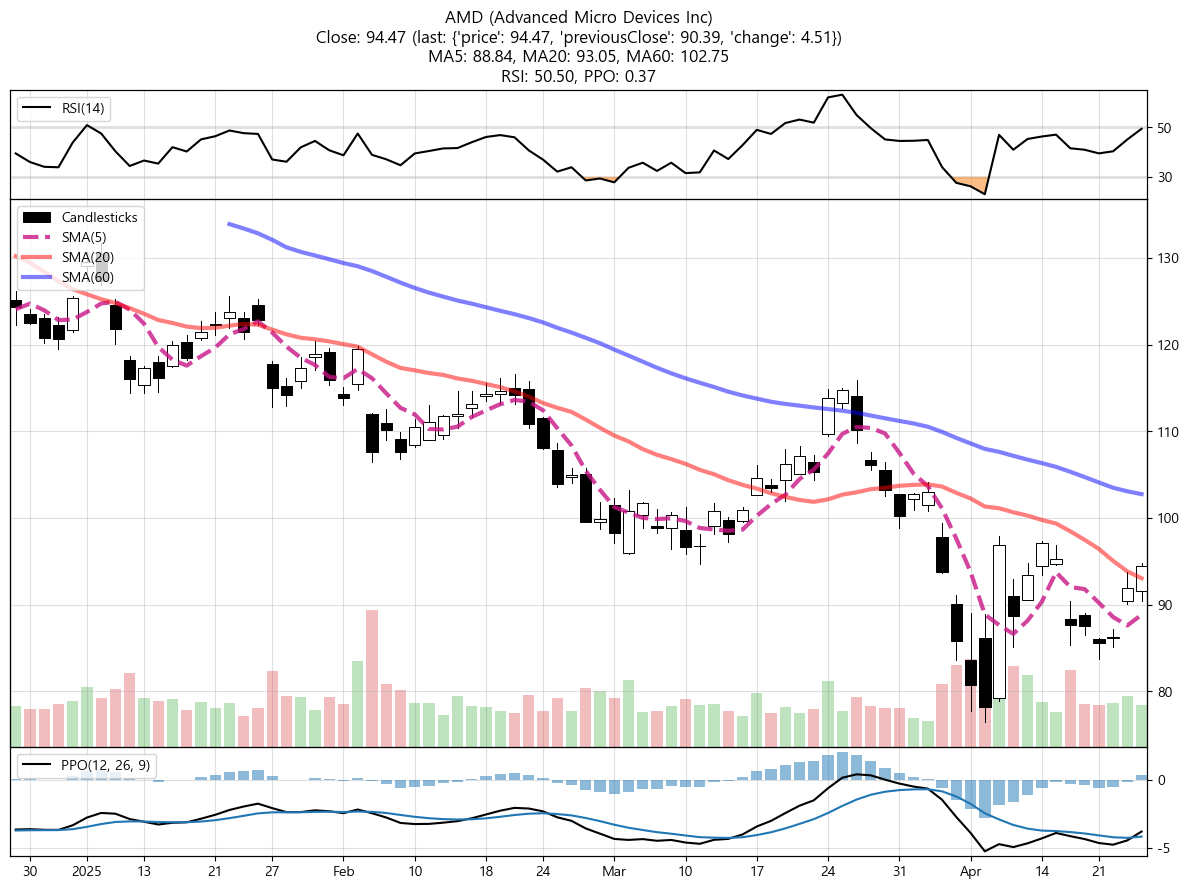 AMD (Advanced Micro Devices Inc)
Close: 94.47 (last: {'price': 94.47, 'previousClose': 90.39, 'change': 4.51})
MA5: 88.84, MA20: 93.05, MA60: 102.75
RSI: 50.50, PPO: 0.37
RSI(14)
50
30
Candlesticks
SMA(5)
SMA(20)
SMA(60)
130
120
110
100
90
80
PPO(12, 26, 9)
0
-5
30 2025 13 21 27 Feb 10 18 24 Mar 10 17 24 31 Apr 14 21